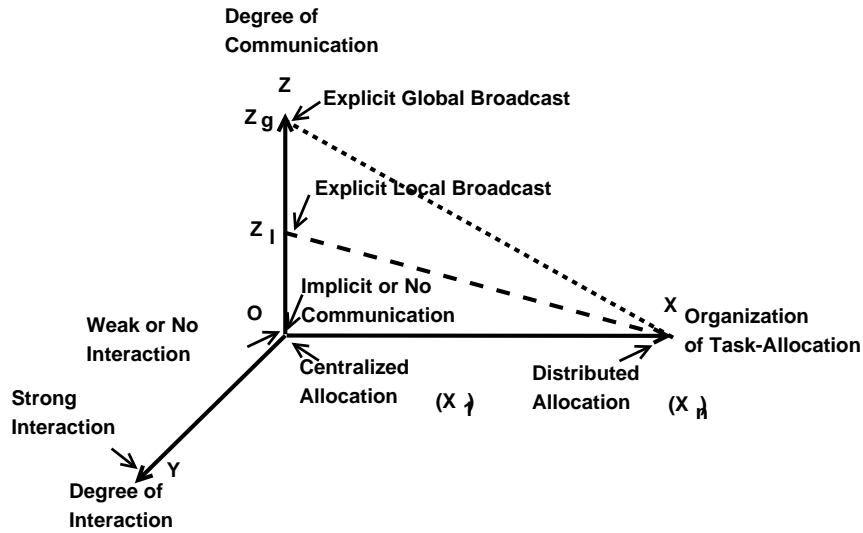 Degree of
Communication
Z
Z g
Explicit Global Broadcast
Explicit Local Broadcast
Z l
Implicit or No
Communication
O
X
Organization
of Task-Allocation
Weak or No
Interaction
Centralized
Allocation
(X 1)
Distributed
Allocation
(X n)
Strong
Interaction
Y
Degree of
Interaction